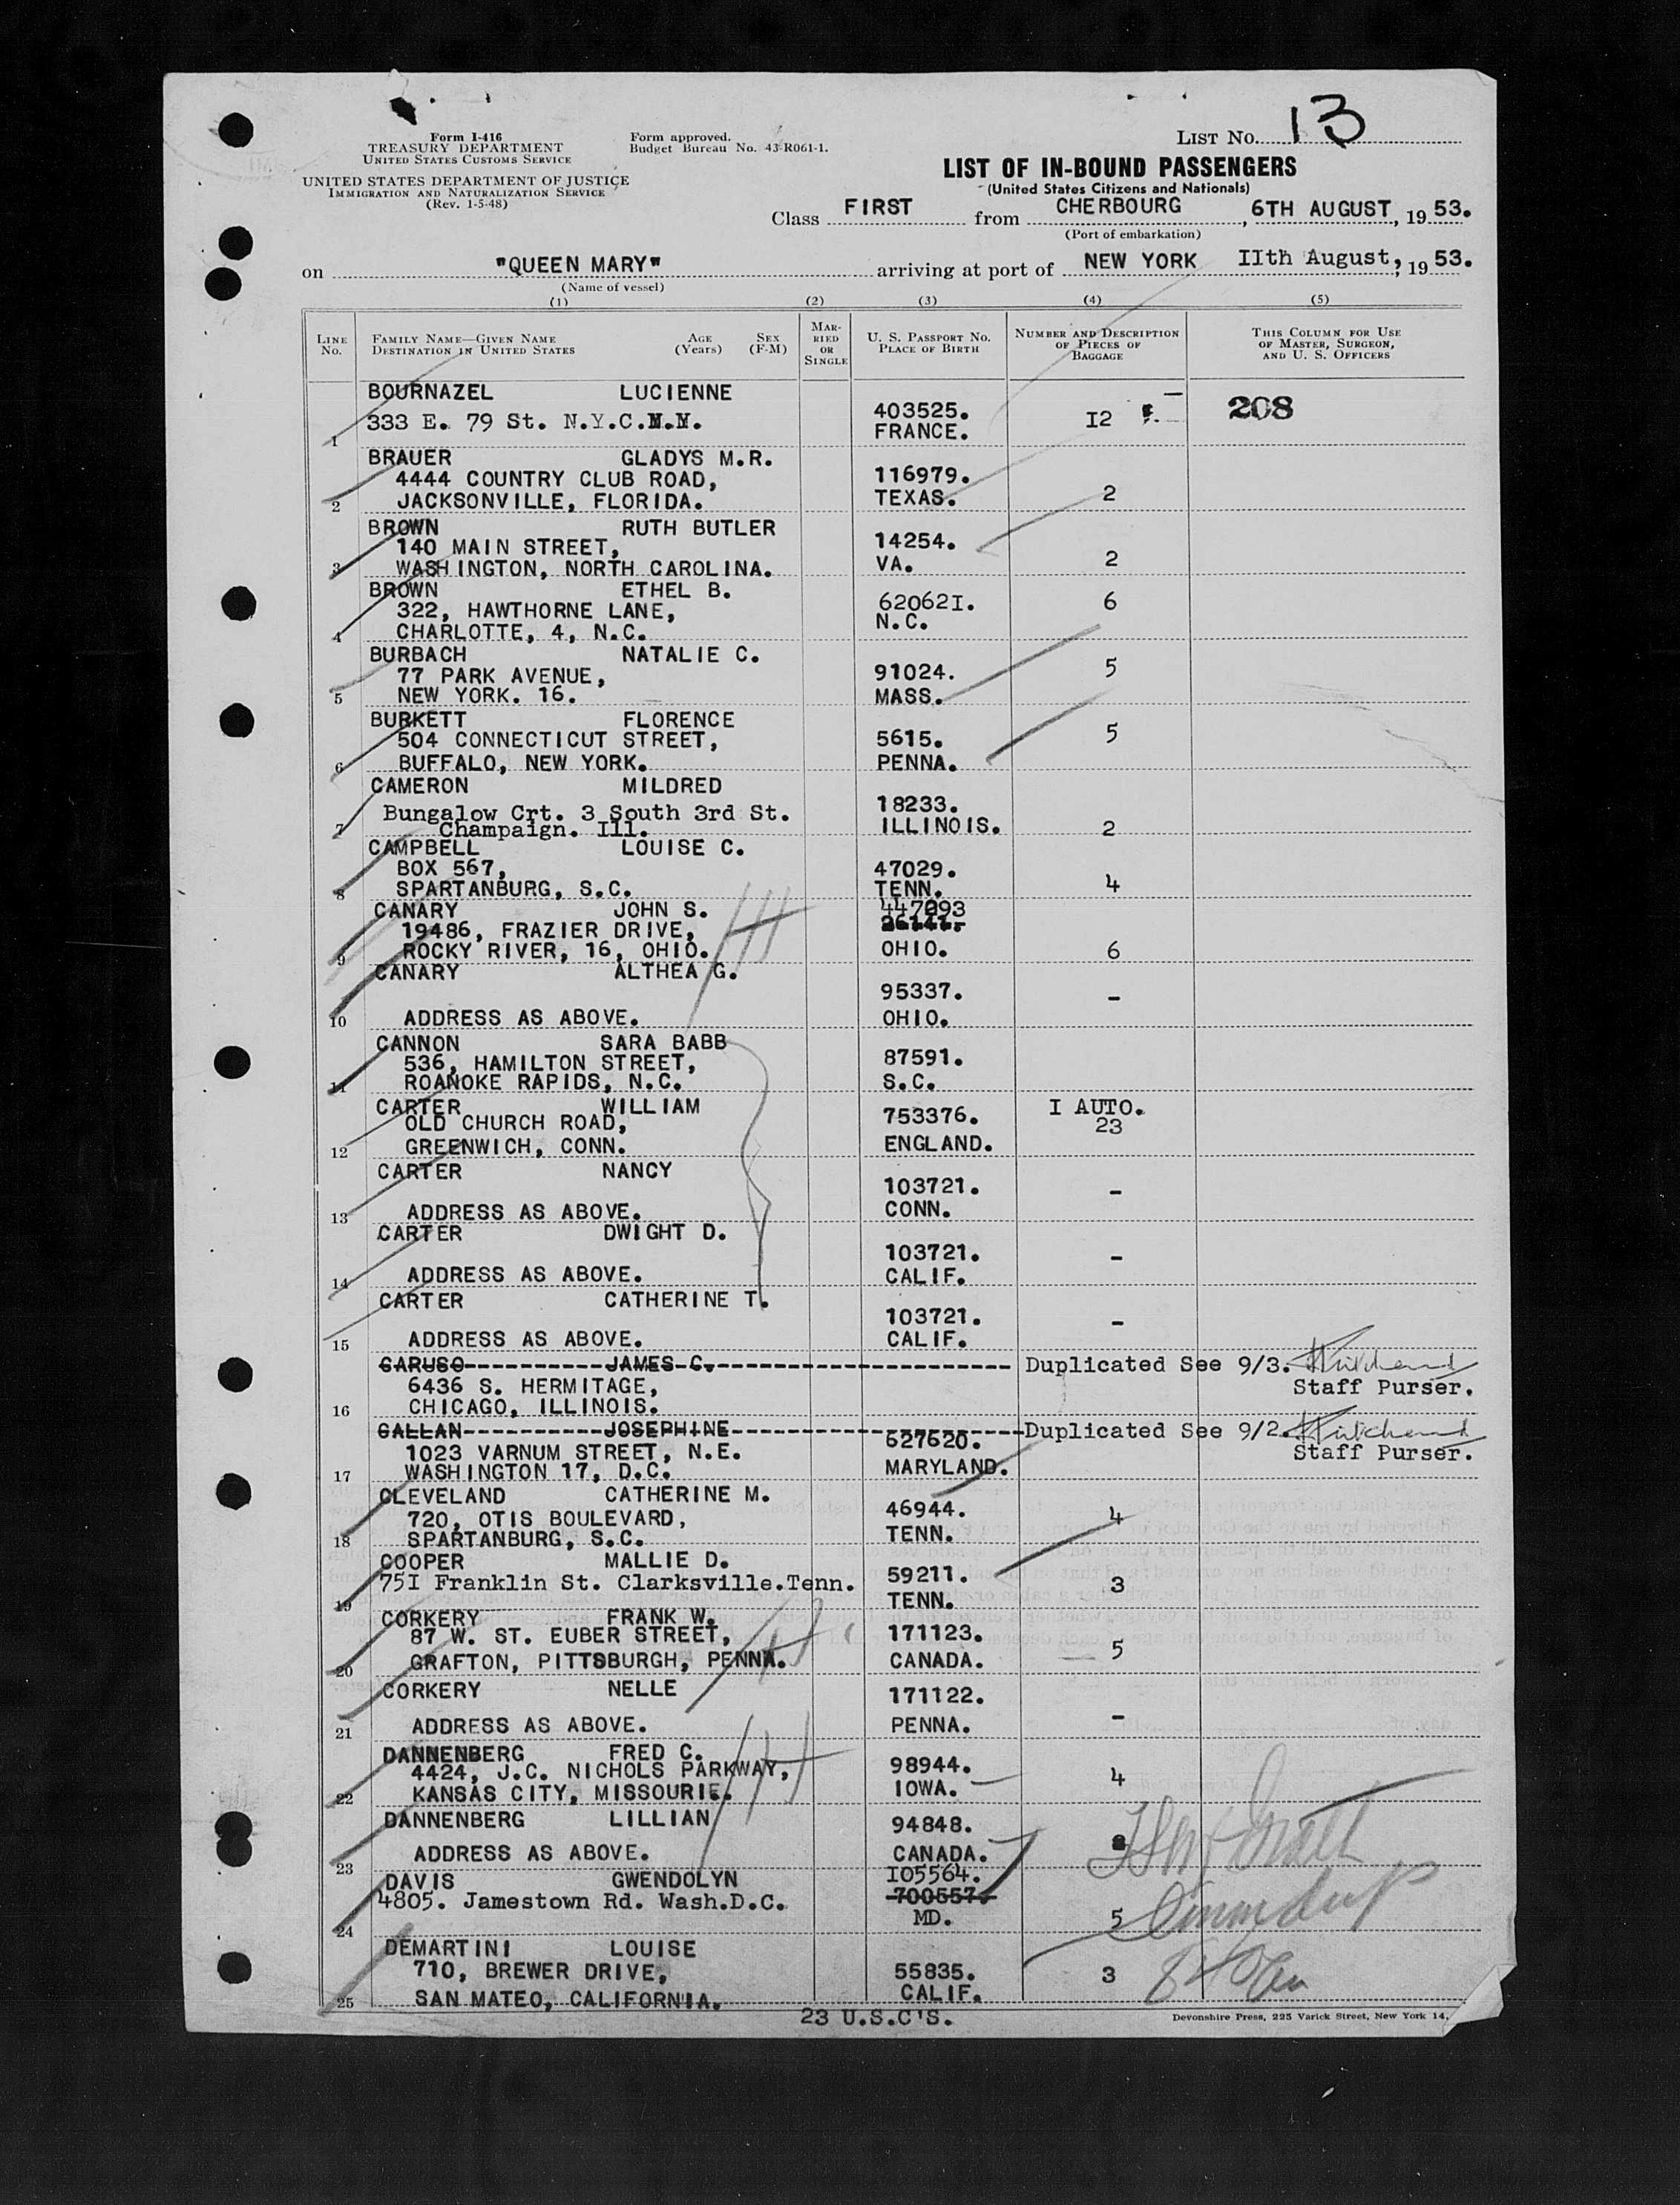 Form I-416
TREASURY DEPARTMENT
UNITED STATES CUSTOMS SERVICE
UNITED STATES DEPARTMENT OF JUSTICE
IMMIGRATION AND NATURALIZATION SERVICE
(Rev. 1-5-48)
Form approved.
Budget Bureau No. 43-R061-1.
LIST No. 13
LIST OF IN-BOUND PASSENGERS
(United States Citizens and Nationals)
Class FIRST from CHERBOURG, 6TH AUGUST, 1953.
(Port of embarkation)
on "QUEEN MARY" arriving at port of NEW YORK IIth August, 1953.
(Name of vessel)
(1) (2) (3) (4) (5)
LINE No. FAMILY NAME—GIVEN NAME DESTINATION IN UNITED STATES AGE (Years) SEX (F-M) MARRIED OR SINGLE U. S. PASSPORT NO. PLACE OF BIRTH NUMBER AND DESCRIPTION OF PIECES OF BAGGAGE THIS COLUMN FOR USE OF MASTER, SURGEON, AND U. S. OFFICERS
BOURNAZEL LUCIENNE
333 E. 79 St. N.Y.C.N.Y. 403525. I2 208
1 FRANCE.
BRAUER GLADYS M.R.
4444 COUNTRY CLUB ROAD, 116979.
2 JACKSONVILLE, FLORIDA. TEXAS. 2
BROWN RUTH BUTLER
140 MAIN STREET, 14254.
3 WASHINGTON, NORTH CAROLINA. VA. 2
BROWN ETHEL B.
322, HAWTHORNE LANE, 62062I. 6
4 CHARLOTTE, 4, N.C. N.C.
BURBACH NATALIE C.
77 PARK AVENUE, 91024. 5
5 NEW YORK. 16. MASS.
BURKETT FLORENCE
504 CONNECTICUT STREET, 5615. 5
6 BUFFALO, NEW YORK. PENNA.
CAMERON MILDRED
Bungalow Crt. 3 South 3rd St. 18233.
7 Champaign. Ill. ILLINOIS. 2
CAMPBELL LOUISE C.
BOX 567, 47029.
8 SPARTANBURG, S.C. TENN. 4
CANARY JOHN S. 447093
19486, FRAZIER DRIVE, 26141.
9 ROCKY RIVER, 16, OHIO. OHIO. 6
CANARY ALTHEA G.
95337. -
10 ADDRESS AS ABOVE. OHIO.
CANNON SARA BABB
536, HAMILTON STREET, 87591.
11 ROANOKE RAPIDS, N.C. S.C.
CARTER WILLIAM I AUTO.
OLD CHURCH ROAD, 753376. 23
12 GREENWICH, CONN. ENGLAND.
CARTER NANCY
103721. -
13 ADDRESS AS ABOVE. CONN.
CARTER DWIGHT D.
103721. -
14 ADDRESS AS ABOVE. CALIF.
CARTER CATHERINE T.
103721. -
15 ADDRESS AS ABOVE. CALIF.
CARUSO JAMES C. Duplicated See 9/3.
6436 S. HERMITAGE, Staff Purser.
16 CHICAGO, ILLINOIS.
CALLAN JOSEPHINE Duplicated See 9/2.
1023 VARNUM STREET, N.E. 627620. Staff Purser.
17 WASHINGTON 17, D.C. MARYLAND.
CLEVELAND CATHERINE M.
720, OTIS BOULEVARD, 46944. 4
18 SPARTANBURG, S.C. TENN.
COOPER MALLIE D.
75I Franklin St. Clarksville.Tenn. 59211. 3
19 TENN.
CORKERY FRANK W.
87 W. ST. EUBER STREET, 171123. 5
20 GRAFTON, PITTSBURGH, PENNA. CANADA.
CORKERY NELLE
171122. -
21 ADDRESS AS ABOVE. PENNA.
DANNENBERG FRED C.
4424, J.C. NICHOLS PARKWAY, 98944. 4
22 KANSAS CITY, MISSOURIE. IOWA.
DANNENBERG LILLIAN
94848.
23 ADDRESS AS ABOVE. CANADA.
DAVIS GWENDOLYN I05564.
4805. Jamestown Rd. Wash.D.C. 700557.
24 MD. 5
DEMARTINI LOUISE
710, BREWER DRIVE, 55835. 3
25 SAN MATEO, CALIFORNIA. CALIF.
23 U.S.C'S.
Devonshire Press, 225 Varick Street, New York 14,